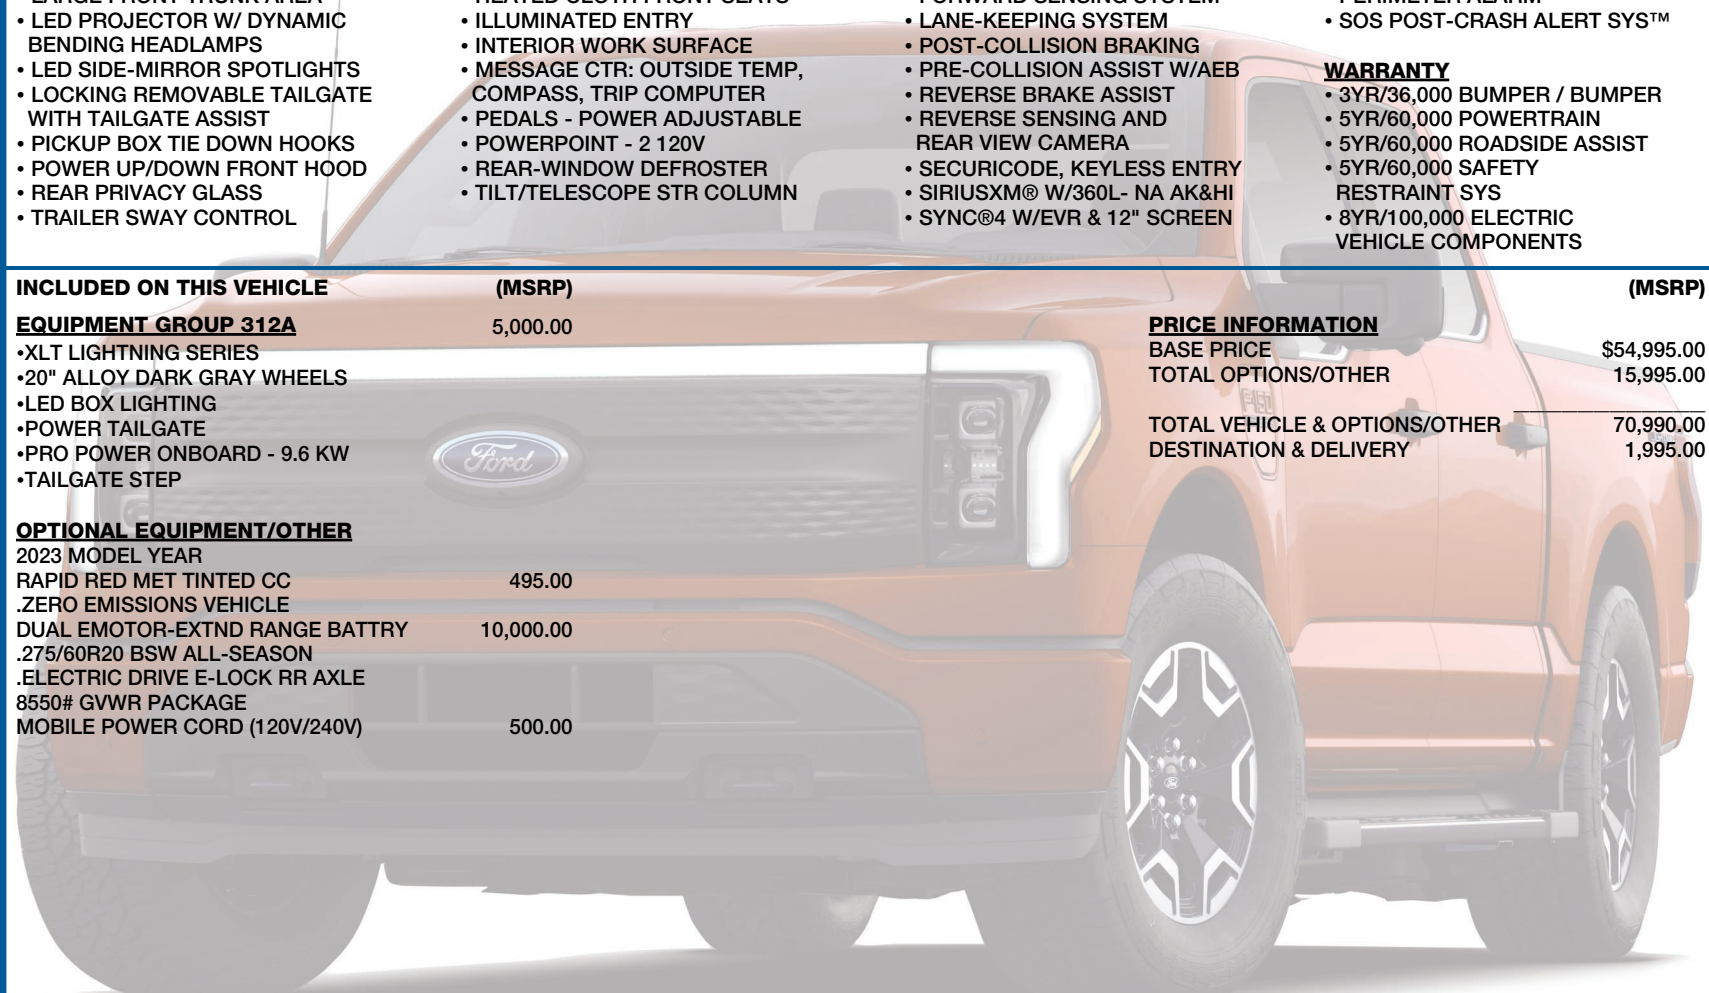 • LED PROJECTOR W/ DYNAMIC
BENDING HEADLAMPS
• LED SIDE-MIRROR SPOTLIGHTS
• LOCKING REMOVABLE TAILGATE
WITH TAILGATE ASSIST
• PICKUP BOX TIE DOWN HOOKS
• POWER UP/DOWN FRONT HOOD
• REAR PRIVACY GLASS
• TRAILER SWAY CONTROL
• ILLUMINATED ENTRY
• INTERIOR WORK SURFACE
• MESSAGE CTR: OUTSIDE TEMP,
COMPASS, TRIP COMPUTER
• PEDALS - POWER ADJUSTABLE
• POWERPOINT - 2 120V
• REAR-WINDOW DEFROSTER
• TILT/TELESCOPE STR COLUMN
• LANE-KEEPING SYSTEM
• POST-COLLISION BRAKING
• PRE-COLLISION ASSIST W/AEB
• REVERSE BRAKE ASSIST
• REVERSE SENSING AND
REAR VIEW CAMERA
• SECURICODE, KEYLESS ENTRY
• SIRIUSXM® W/360L- NA AK&HI
• SYNC®4 W/EVR & 12" SCREEN
• SOS POST-CRASH ALERT SYS™
WARRANTY
• 3YR/36,000 BUMPER / BUMPER
• 5YR/60,000 POWERTRAIN
• 5YR/60,000 ROADSIDE ASSIST
• 5YR/60,000 SAFETY
RESTRAINT SYS
• 8YR/100,000 ELECTRIC
VEHICLE COMPONENTS
INCLUDED ON THIS VEHICLE (MSRP)
EQUIPMENT GROUP 312A 5,000.00
•XLT LIGHTNING SERIES
•20" ALLOY DARK GRAY WHEELS
•LED BOX LIGHTING
•POWER TAILGATE
•PRO POWER ONBOARD - 9.6 KW
•TAILGATE STEP
OPTIONAL EQUIPMENT/OTHER
2023 MODEL YEAR
RAPID RED MET TINTED CC 495.00
.ZERO EMISSIONS VEHICLE
DUAL EMOTOR-EXTND RANGE BATTRY 10,000.00
.275/60R20 BSW ALL-SEASON
.ELECTRIC DRIVE E-LOCK RR AXLE
8550# GVWR PACKAGE
MOBILE POWER CORD (120V/240V) 500.00
(MSRP)
PRICE INFORMATION
BASE PRICE $54,995.00
TOTAL OPTIONS/OTHER 15,995.00
TOTAL VEHICLE & OPTIONS/OTHER 70,990.00
DESTINATION & DELIVERY 1,995.00
Ford